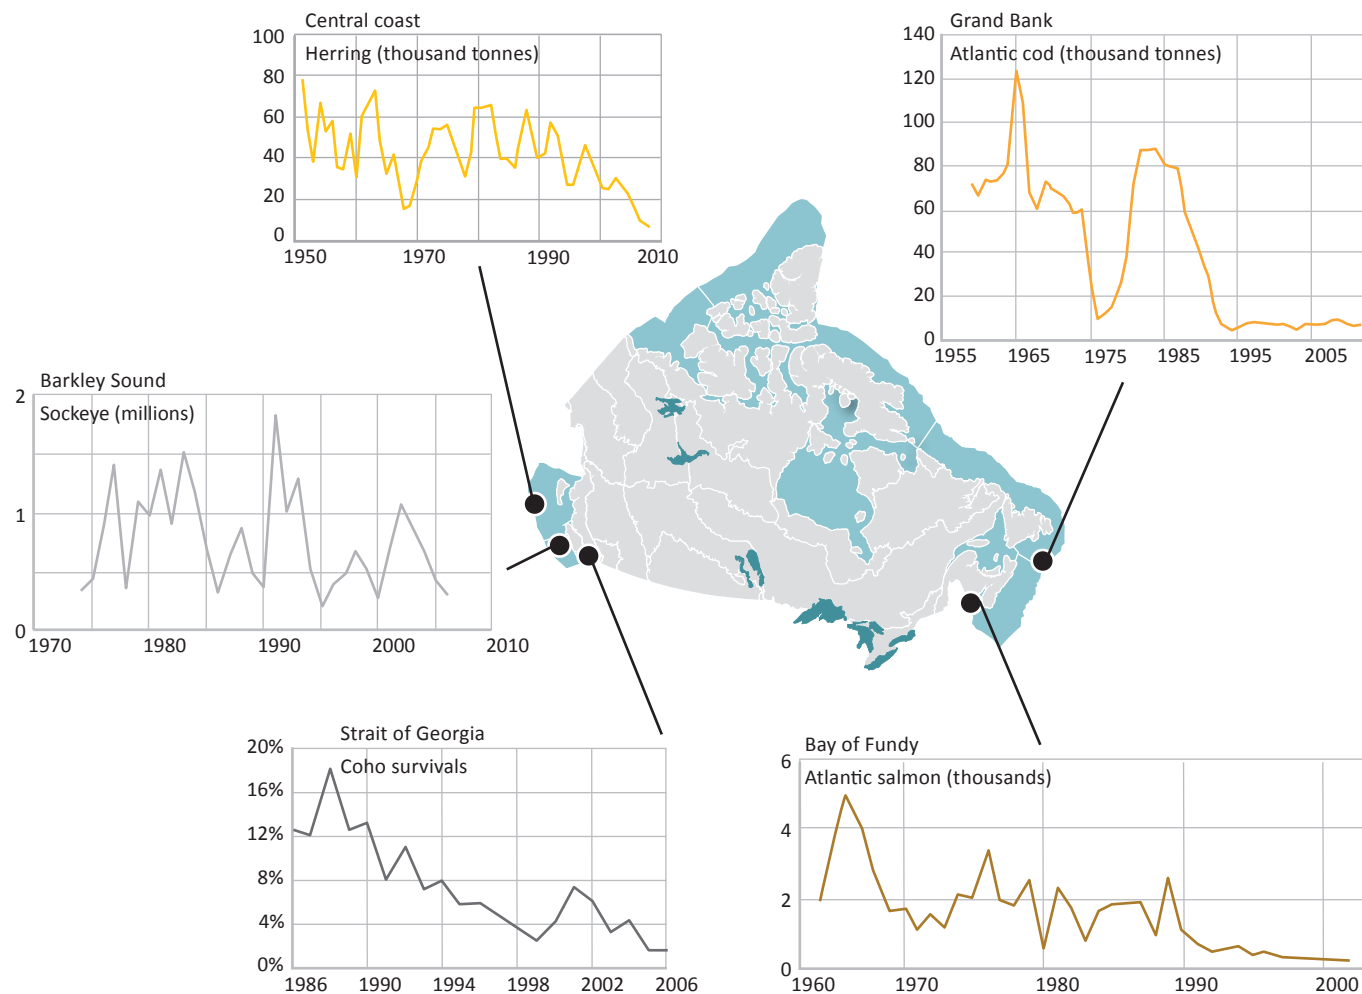 Central coast
Herring (thousand tonnes)
100
80
60
40
20
0
1950 1970 1990 2010
Grand Bank
Atlantic cod (thousand tonnes)
140
120
100
80
60
40
20
0
1955 1965 1975 1985 1995 2005
Barkley Sound
Sockeye (millions)
2
1
0
1970 1980 1990 2000 2010
Strait of Georgia
Coho survivals
20%
16%
12%
8%
4%
0%
1986 1990 1994 1998 2002 2006
Bay of Fundy
Atlantic salmon (thousands)
6
4
2
0
1960 1970 1980 1990 2000